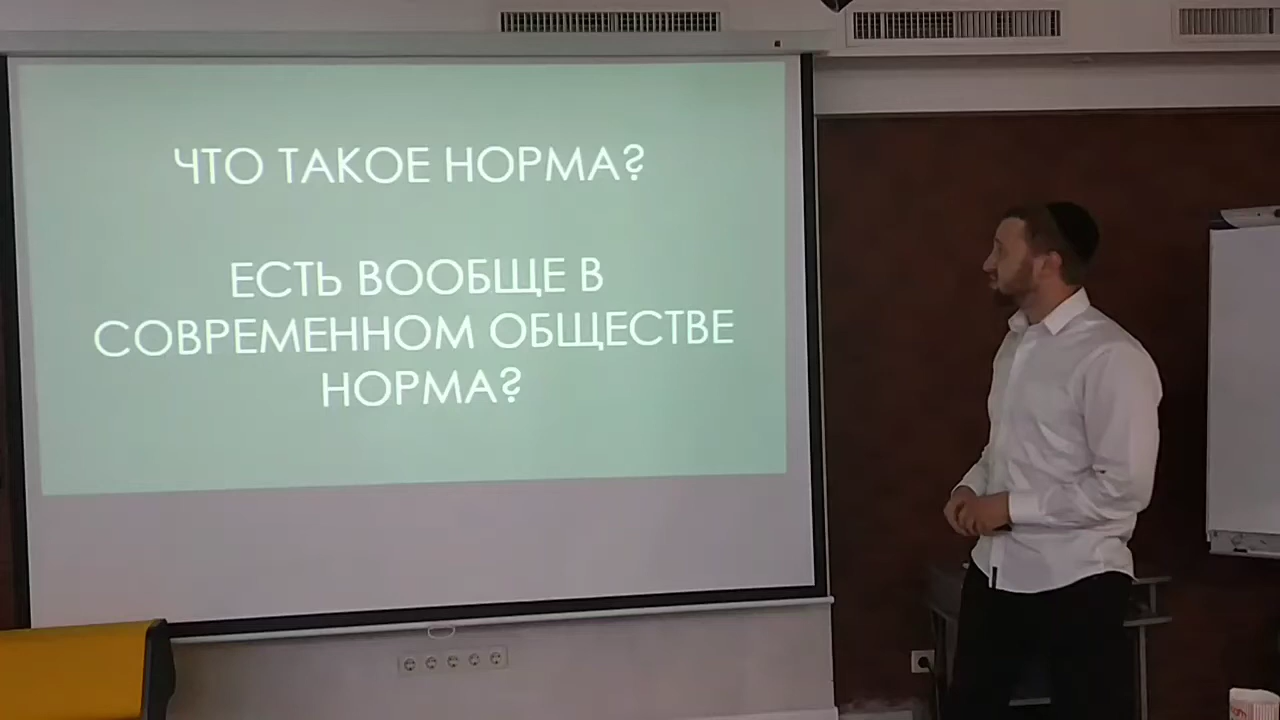 ЧТО ТАКОЕ НОРМА?
ЕСТЬ ВООБЩЕ В
СОВРЕМЕННОМ ОБЩЕСТВЕ
НОРМА?